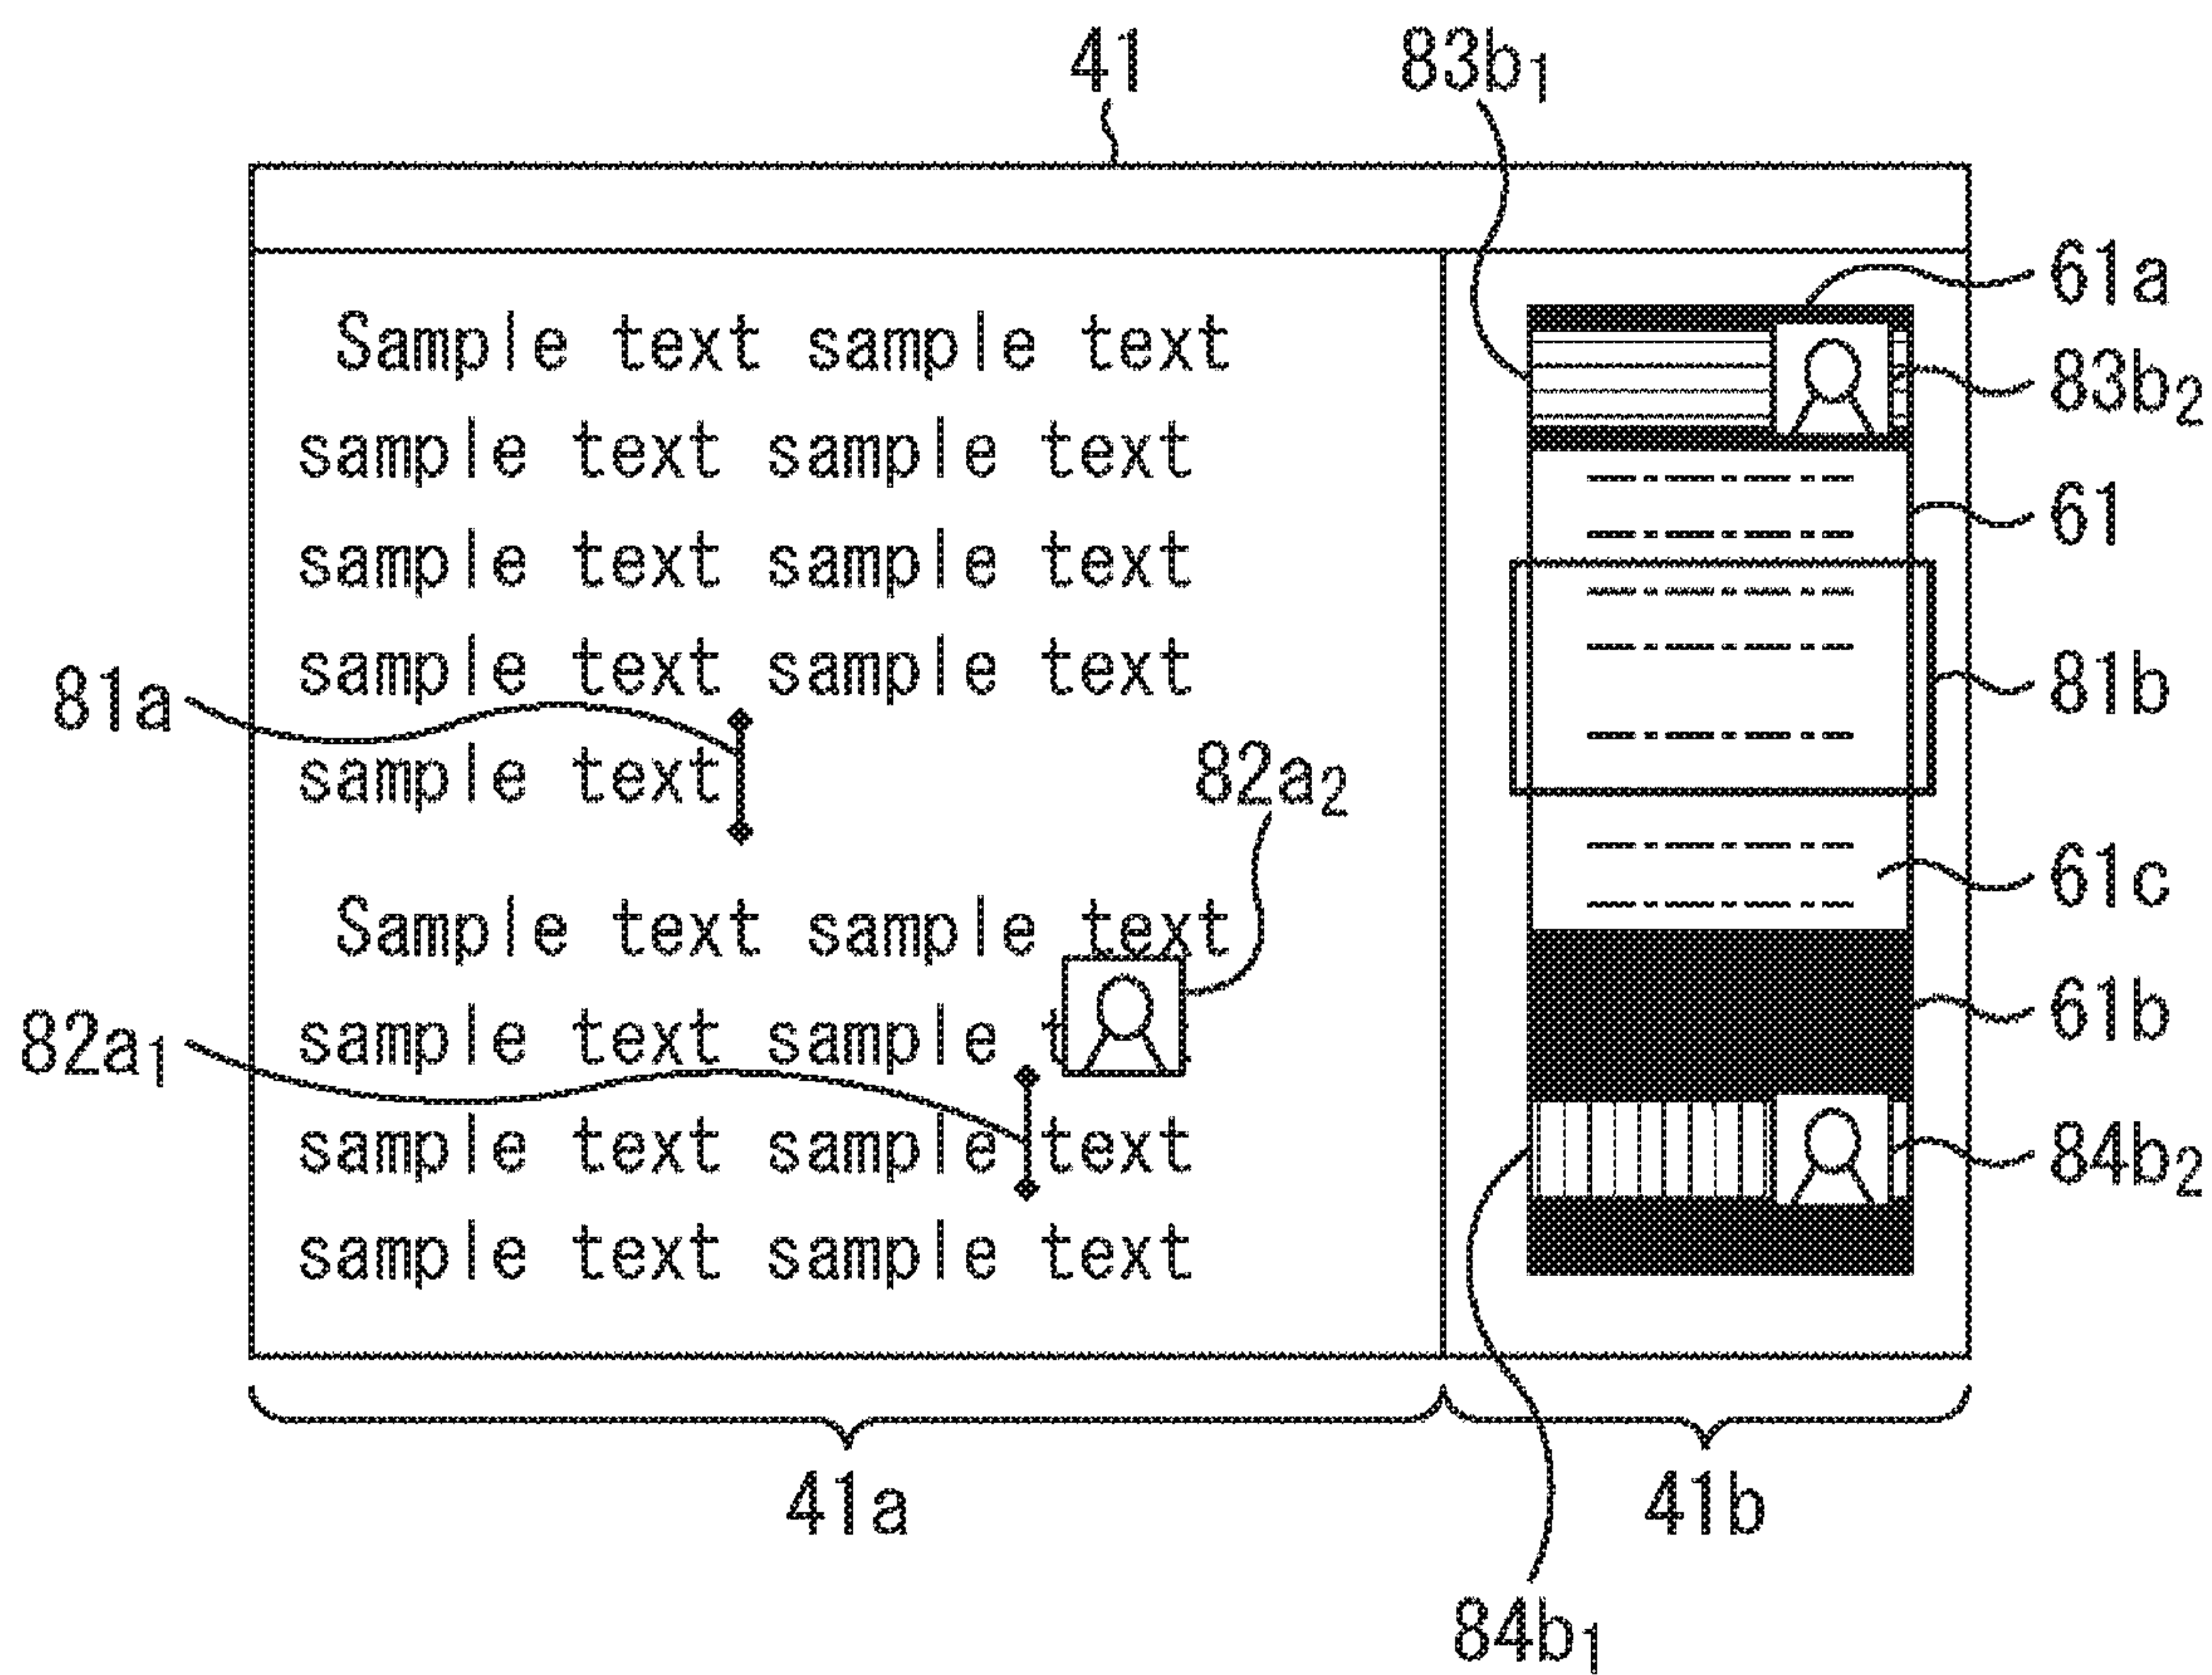 41
83b1
61a
Sample text sample text
83b2
sample text sample text
61
sample text sample text
sample text sample text
81a
81b
sample text
82a2
61c
Sample text sample text
61b
sample text sample t
82a1
sample text sample text
84b2
sample text sample text
41a
41b
84b1